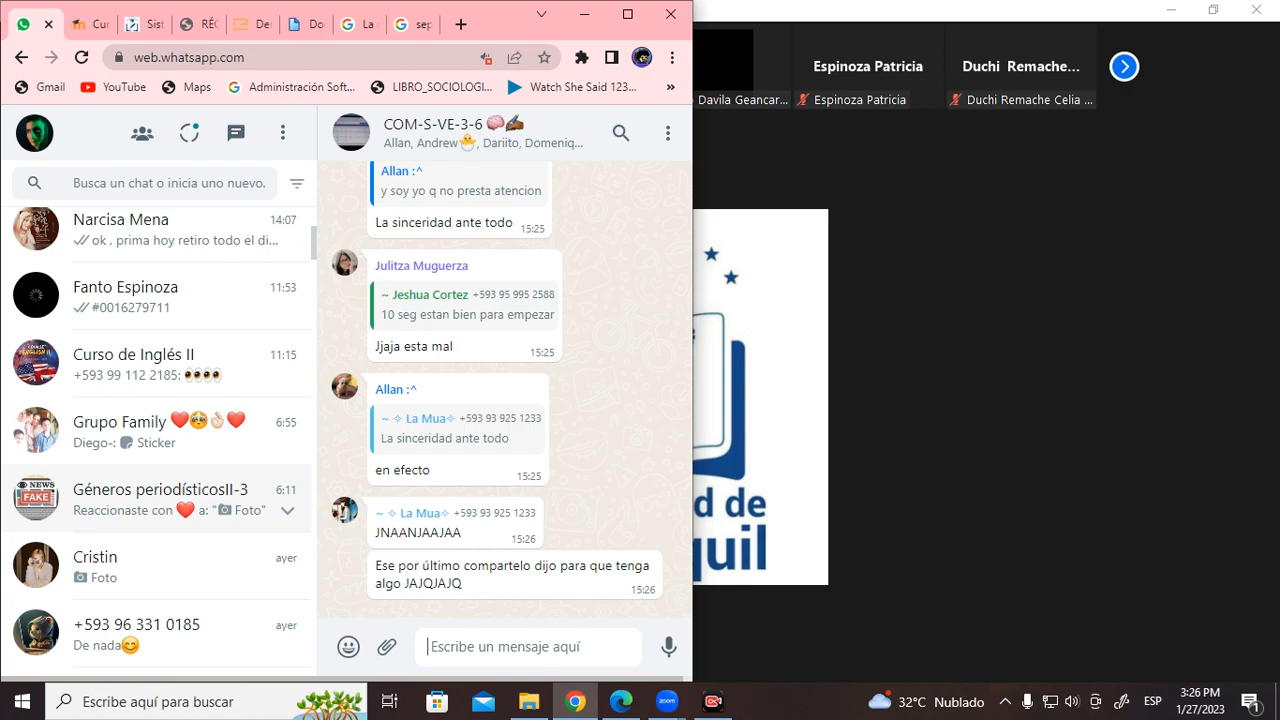 Cur
Sist
RÉC
De
Do
La
sep
web.whatsapp.com
Gmail
YouTube
Maps
Administración Soft...
LIBRO_SOCIOLOGI...
Watch She Said 123...
»
COM-S-VE-3-6 🧠✍🏾
Allan, Andrew🐣, Dariito, Domeniq...
Busca un chat o inicia uno nuevo.
Narcisa Mena
14:07
ok , prima hoy retiro todo el di...
Fanto Espinoza
11:53
#0016279711
Curso de Inglés II
11:15
+593 99 112 2185: 👀👀
Grupo Family ❤️🥺👌🏻❤️
6:55
Diego-: Sticker
Géneros periodísticosII-3
6:11
Reaccionaste con ❤️ a: "📷 Foto"
Cristin
ayer
Foto
+593 96 331 0185
ayer
De nada😊
Allan :^
y soy yo q no presta atencion
La sinceridad ante todo
15:25
Julitza Muguerza
~ Jeshua Cortez +593 95 995 2588
10 seg estan bien para empezar
Jjaja esta mal
15:25
Allan :^
~ ✧ La Mua✧ +593 93 925 1233
La sinceridad ante todo
en efecto
15:25
~ ✧ La Mua✧ +593 93 925 1233
JNAANJAAJAA
15:26
Ese por último compartelo dijo para que tenga
algo JAJQJAJQ
15:26
Escribe un mensaje aquí
Davila Geancar...
Espinoza Patricia
Espinoza Patricia
Duchi Remache...
Duchi Remache Celia ...
d de
quil
NEWS
FAKE
Escribe aquí para buscar
zoom
32°C Nublado
ESP
3:26 PM
1/27/2023
1